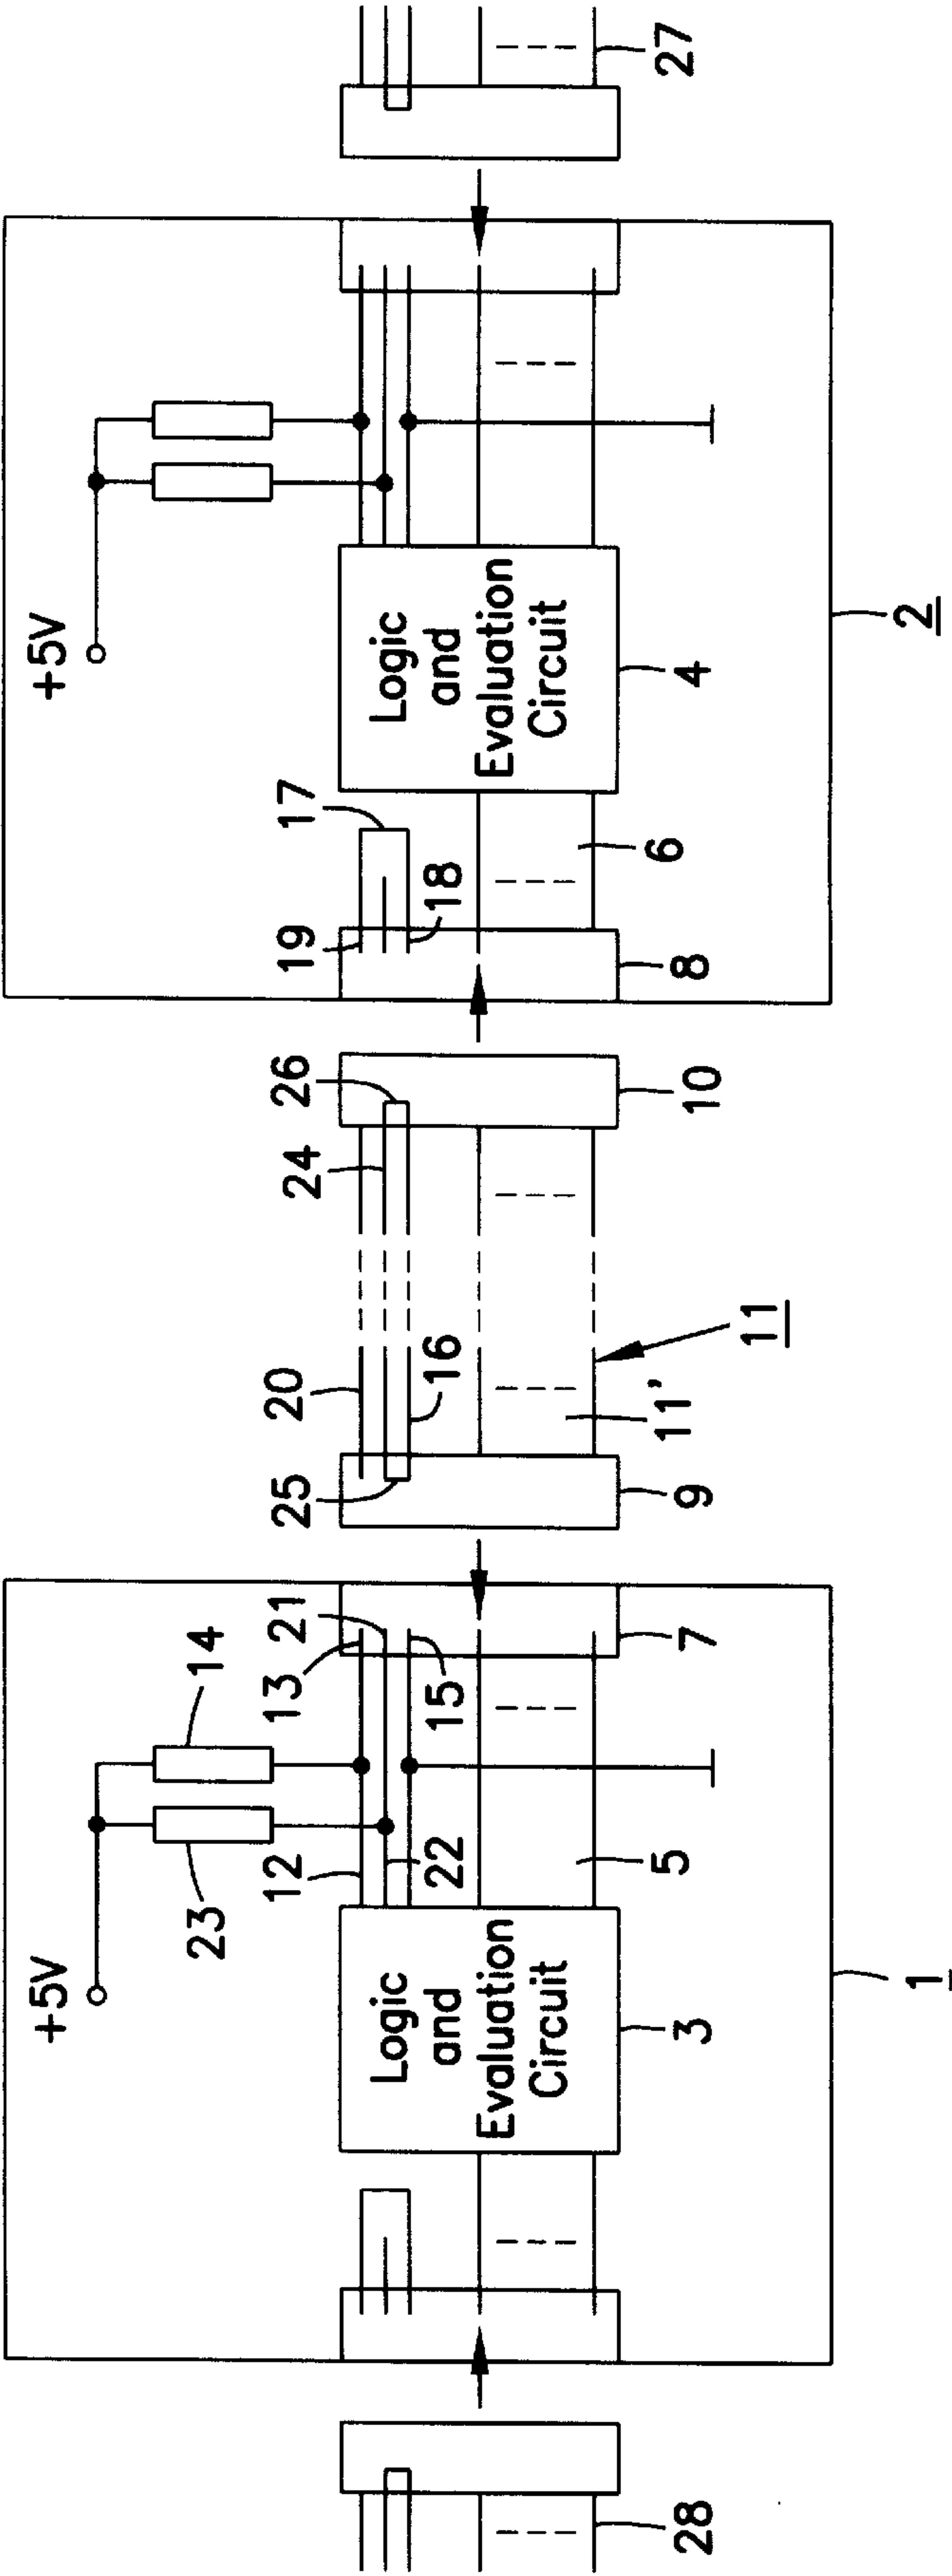 +5V
+5V
14
23
12
13
21
22
15
5
7
3
1
Logic
and
Evaluation
Circuit
28
20
16
25
24
26
9
10
11'
11
17
19
18
6
8
4
2
Logic
and
Evaluation
Circuit
27